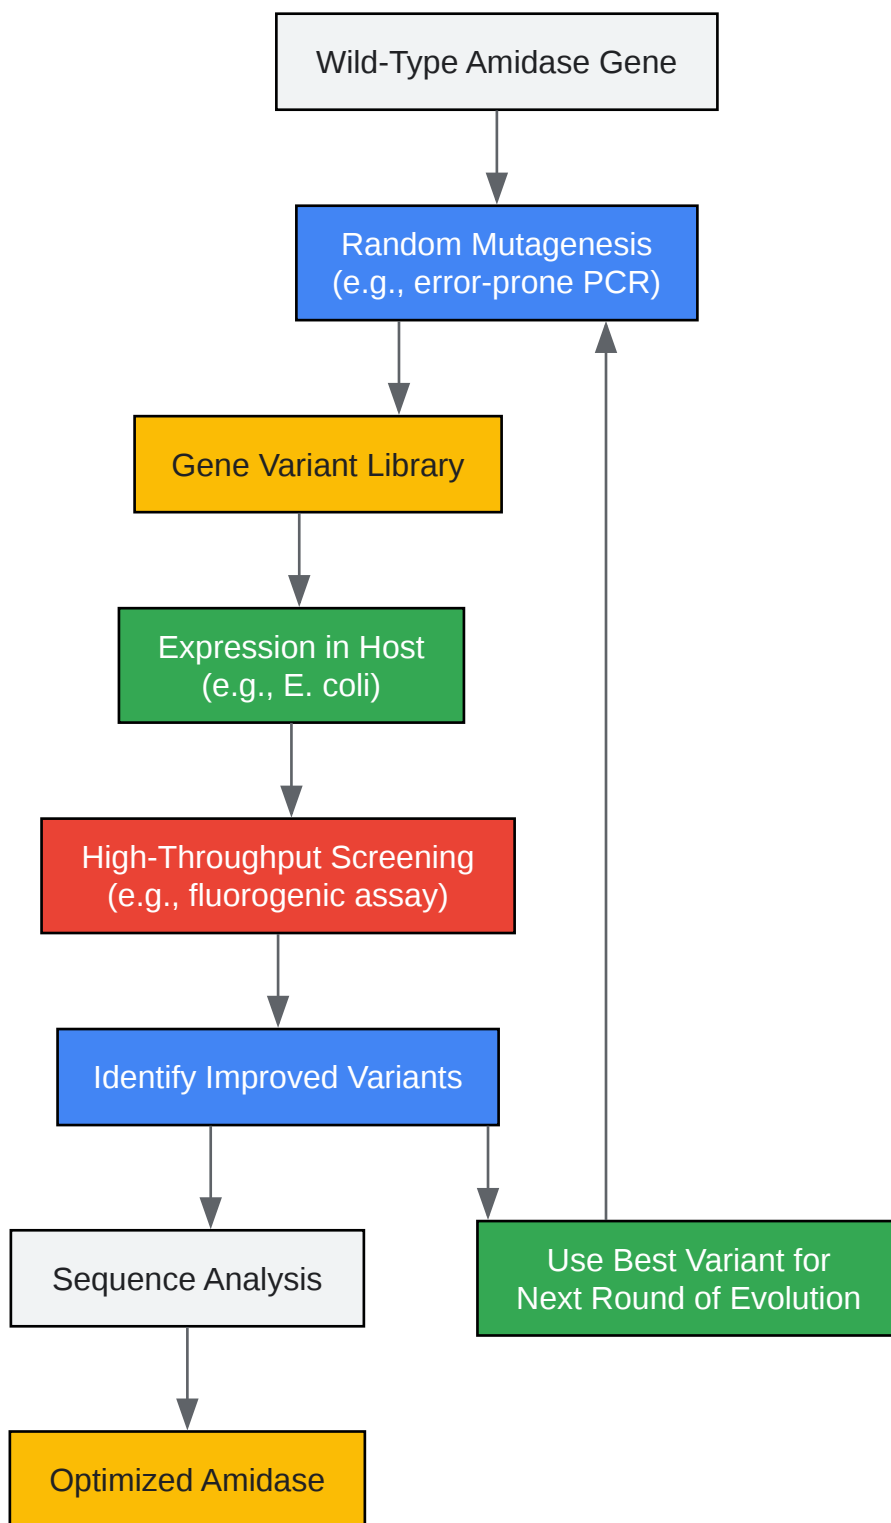 Wild-Type Amidase Gene
Random Mutagenesis
(e.g., error-prone PCR)
Gene Variant Library
Expression in Host
(e.g., E. coli)
High-Throughput Screening
(e.g., fluorogenic assay)
Identify Improved Variants
Sequence Analysis
Use Best Variant for
Next Round of Evolution
Optimized Amidase